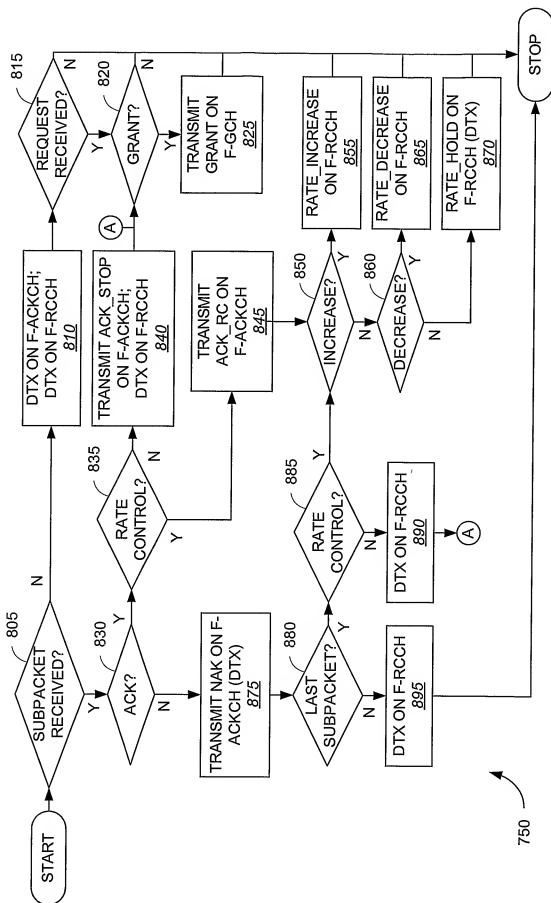 START
805
SUBPACKET
RECEIVED?
N
Y
DTX ON F-ACKCH;
DTX ON F-RCCH
810
815
REQUEST
RECEIVED?
N
Y
830
ACK?
Y
N
835
RATE
CONTROL?
N
Y
TRANSMIT ACK_STOP
ON F-ACKCH;
DTX ON F-RCCH
840
A
820
GRANT?
N
Y
TRANSMIT
GRANT ON
F-GCH
825
TRANSMIT
ACK_RC ON
F-ACKCH
845
TRANSMIT NAK ON F-
ACKCH (DTX)
875
880
LAST
SUBPACKET?
Y
N
885
RATE
CONTROL?
Y
N
850
INCREASE?
Y
N
RATE_INCREASE
ON F-RCCH
855
860
DECREASE?
Y
N
RATE_DECREASE
ON F-RCCH
865
RATE_HOLD ON
F-RCCH (DTX)
870
DTX ON F-RCCH
890
A
DTX ON F-RCCH
895
STOP
750